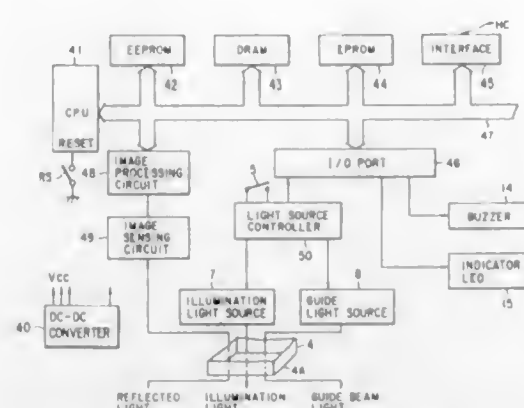 41
EEPROM
DRAM
EPROM
INTERFACE
HC
42
43
44
45
CPU
47
RESET
RS
48
IMAGE
PROCESSING
CIRCUIT
I/O PORT
46
5
14
49
IMAGE
SENSING
CIRCUIT
LIGHT SOURCE
CONTROLLER
50
BUZZER
7
8
INDICATOR
LED
15
VCC
40
DC-DC
CONVERTER
ILLUMINATION
LIGHT SOURCE
GUIDE
LIGHT SOURCE
4
4A
REFLECTED
LIGHT
ILLUMINATION
LIGHT
GUIDE BEAM
LIGHT